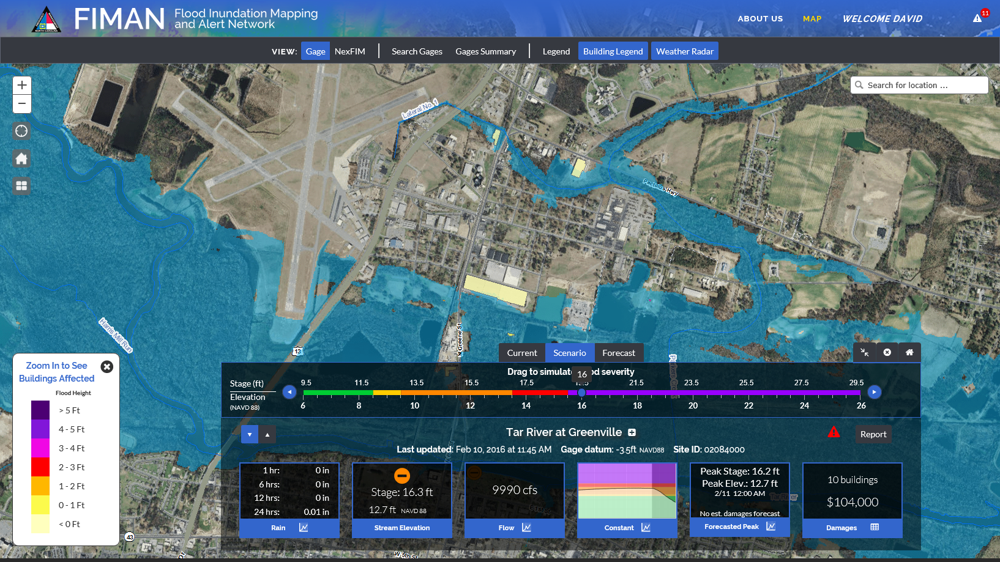 FIMAN
Flood Inundation Mapping
and Alert Network
NORTH CAROLINA
ABOUT US
MAP
WELCOME DAVID
11
VIEW:
Gage
NexFIM
Search Gages
Gages Summary
Legend
Building Legend
Weather Radar
+
−
Search for location ...
Lateral No. 1
Pactolus Hwy
Harris Mill Run
13
N Greene St
Zoom In to See
Buildings Affected
Flood Height
> 5 Ft
4 - 5 Ft
3 - 4 Ft
2 - 3 Ft
1 - 2 Ft
0 - 1 Ft
< 0 Ft
43
Current
Scenario
Forecast
Drag to simulate
od severity
16
Stage (ft)
9.5 11.5 13.5 15.5 17.5 21.5 23.5 25.5 27.5 29.5
Elevation
(NAVD 88)
6 8 10 12 14 16 18 20 22 24 26
Tar River at Greenville
Report
Last updated: Feb 10, 2016 at 11:45 AM Gage datum: -3.5ft NAVD88 Site ID: 02084000
1 hr: 0 in
6 hrs: 0 in
12 hrs: 0 in
24 hrs: 0.01 in
Rain
Stage: 16.3 ft
12.7 ft NAVD 88
Stream Elevation
9990 cfs
Flow
Constant
Peak Stage: 16.2 ft
Peak Elev.: 12.7 ft
2/11 12:00 AM
No est. damages forecast
Forecasted Peak
10 buildings
$104,000
Damages
Tar River
W 5th St
Dr